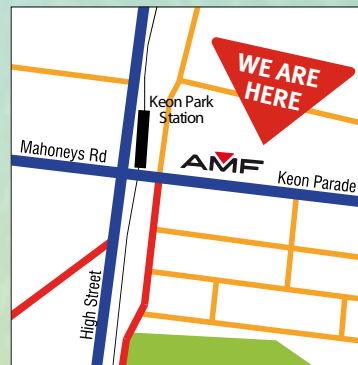 WE ARE
HERE
Keon Park
Station
Mahoneys Rd
AMF
Keon Parade
High Street